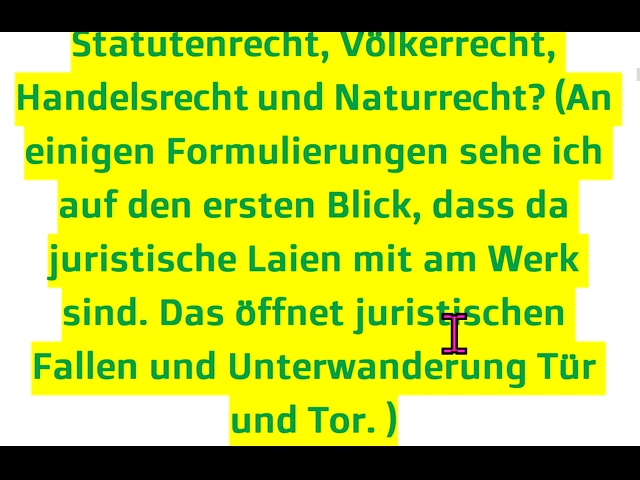 Statutenrecht, Völkerrecht,
Handelsrecht und Naturrecht? (An
einigen Formulierungen sehe ich
auf den ersten Blick, dass da
juristische Laien mit am Werk
sind. Das öffnet juristischen
Fallen und Unterwanderung Tür
und Tor. )